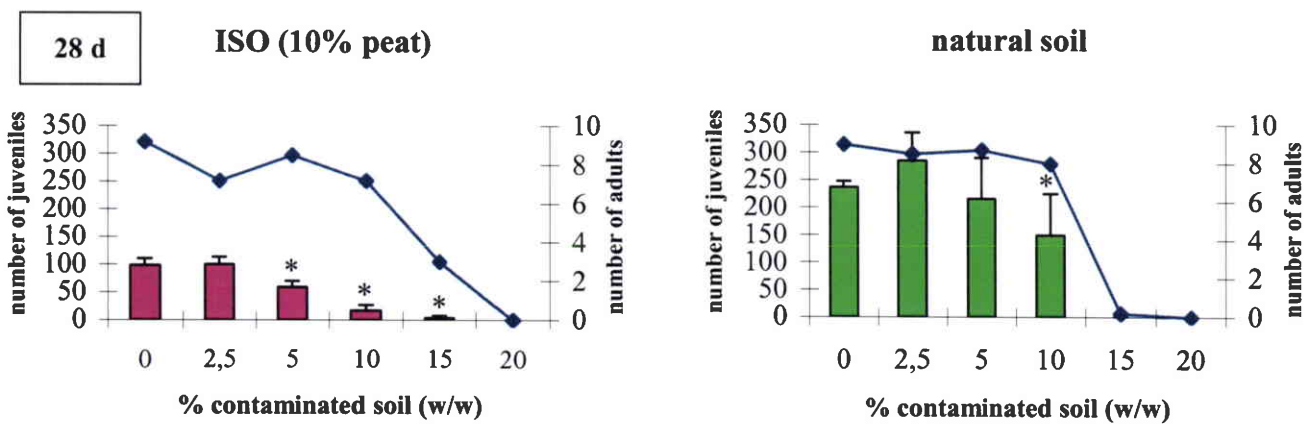 28 d
ISO (10% peat)
natural soil
number of juveniles
350
300
250
200
150
100
50
0
10
8
6
4
2
0
number of adults
* * *
0 2,5 5 10 15 20
% contaminated soil (w/w)
number of juveniles
350
300
250
200
150
100
50
0
10
8
6
4
2
0
number of adults
*
0 2,5 5 10 15 20
% contaminated soil (w/w)